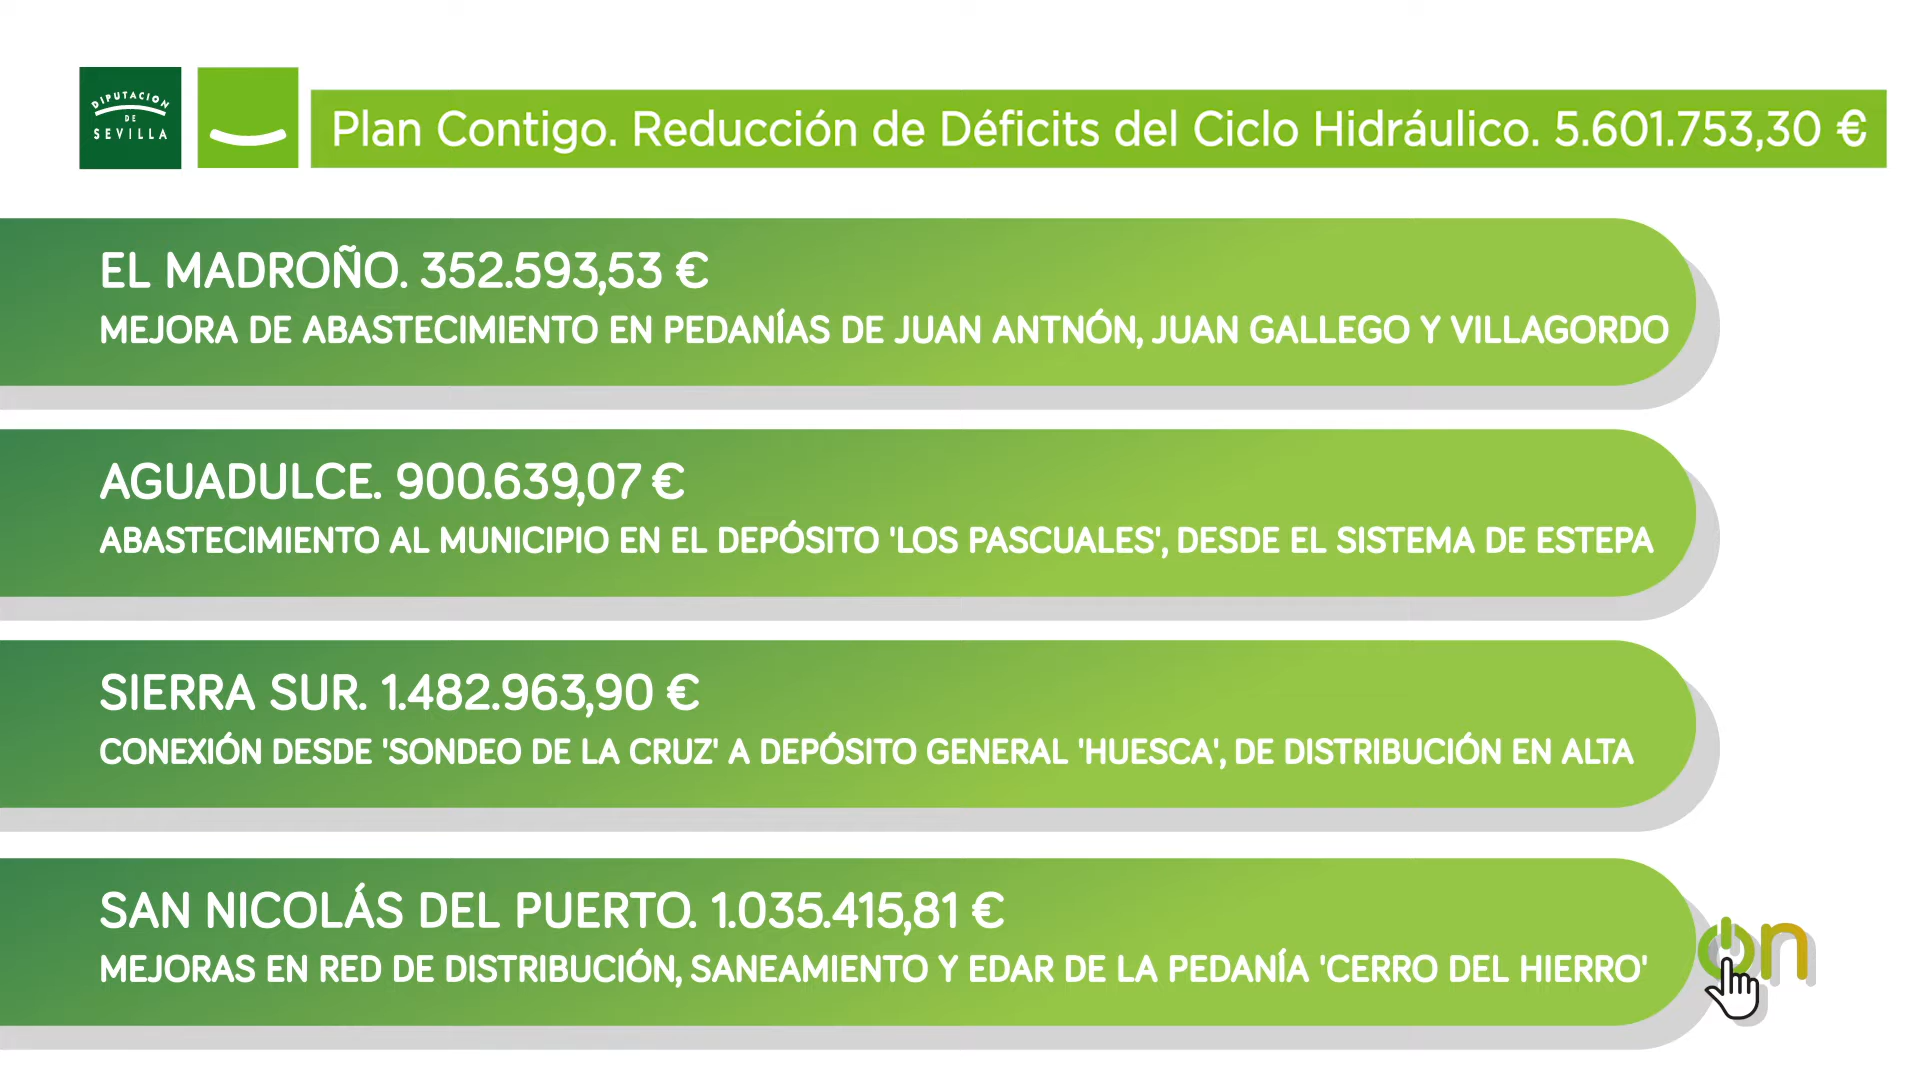 DIPUTACION
DE
SEVILLA
Plan Contigo. Reducción de Déficits del Ciclo Hidráulico. 5.601.753,30 €
EL MADROÑO. 352.593,53 €
MEJORA DE ABASTECIMIENTO EN PEDANÍAS DE JUAN ANTNÓN, JUAN GALLEGO Y VILLAGORDO
AGUADULCE. 900.639,07 €
ABASTECIMIENTO AL MUNICIPIO EN EL DEPÓSITO 'LOS PASCUALES', DESDE EL SISTEMA DE ESTEPA
SIERRA SUR. 1.482.963,90 €
CONEXIÓN DESDE 'SONDEO DE LA CRUZ' A DEPÓSITO GENERAL 'HUESCA', DE DISTRIBUCIÓN EN ALTA
SAN NICOLÁS DEL PUERTO. 1.035.415,81 €
MEJORAS EN RED DE DISTRIBUCIÓN, SANEAMIENTO Y EDAR DE LA PEDANÍA 'CERRO DEL HIERRO'
on